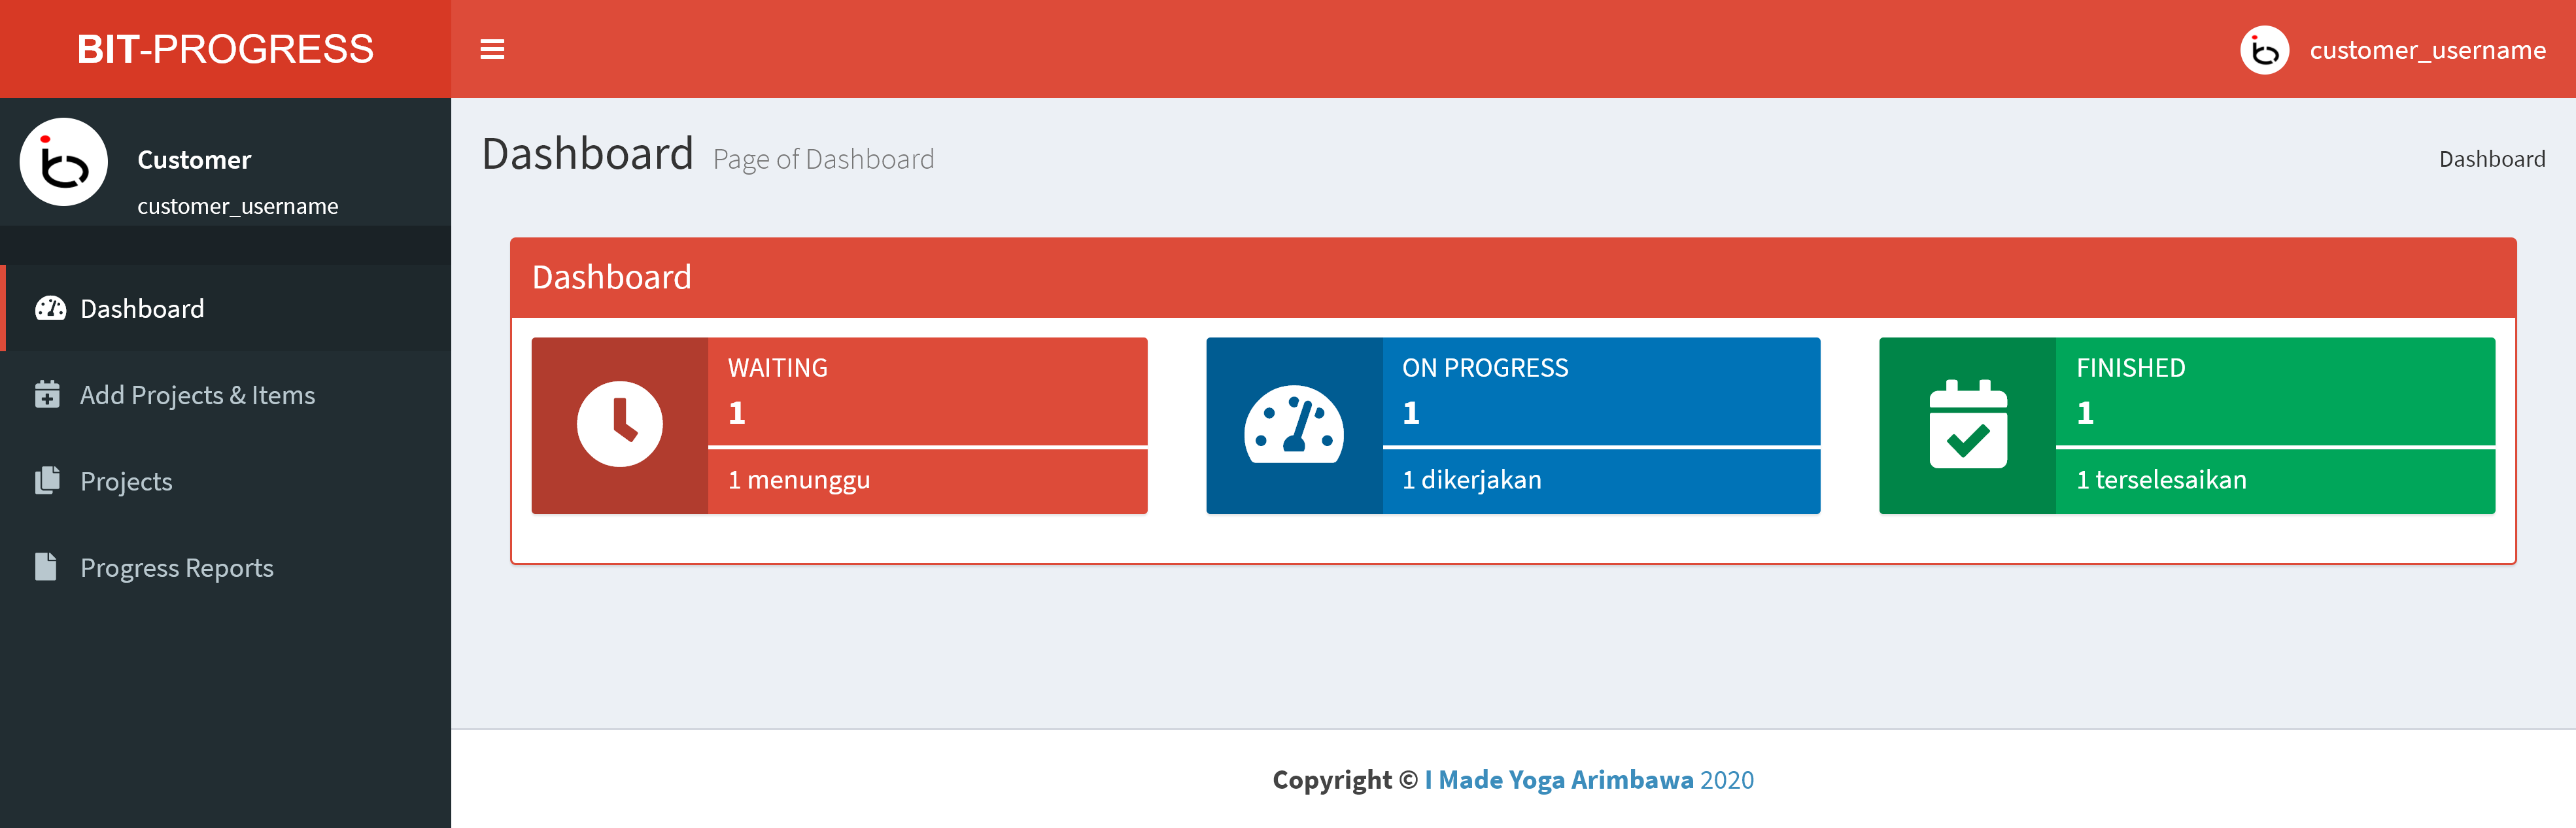 BIT-PROGRESS
customer_username
Customer
customer_username
Dashboard
Add Projects & Items
Projects
Progress Reports
Dashboard Page of Dashboard
Dashboard
Dashboard
WAITING
1
1 menunggu
ON PROGRESS
1
1 dikerjakan
FINISHED
1
1 terselesaikan
Copyright © I Made Yoga Arimbawa 2020